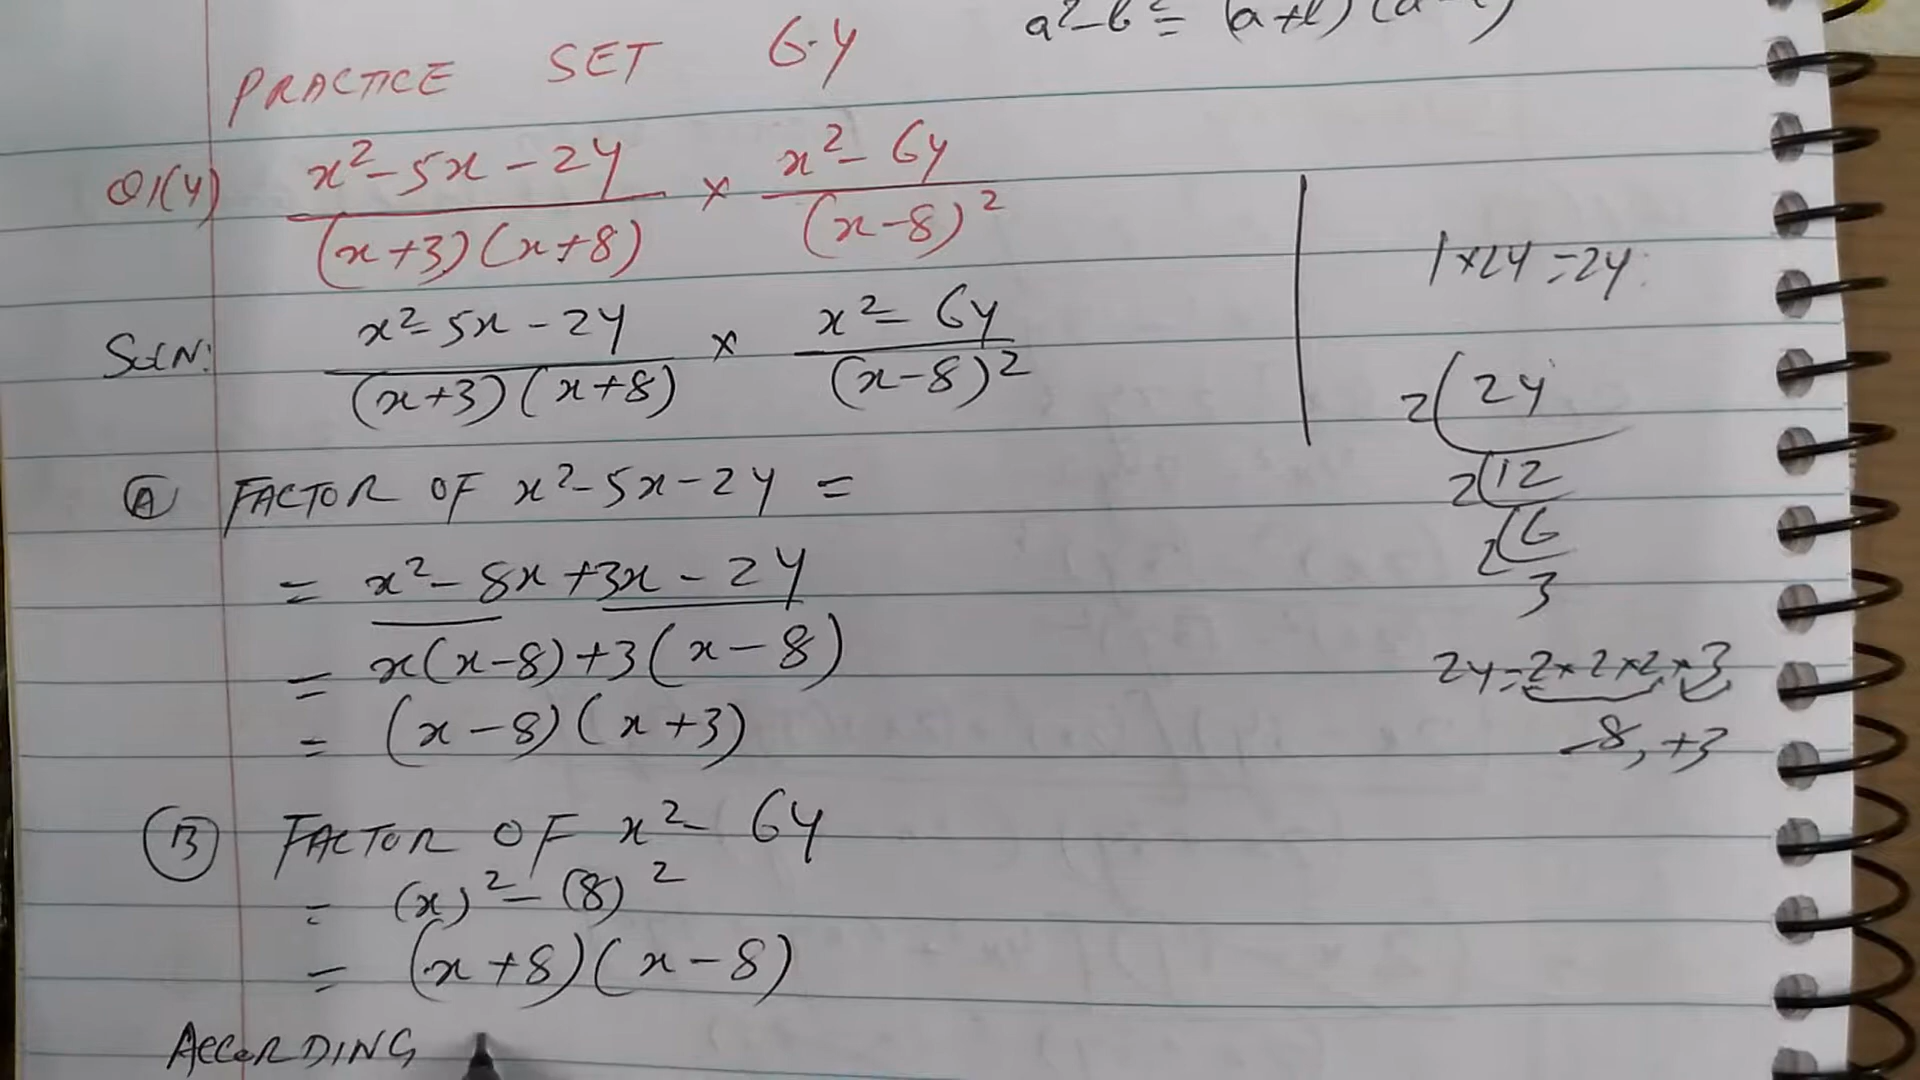 a²-b² = (a+b)(a-
PRACTICE SET 6.4
Q1(4) x²-5x-24 / (x+3)(x+8) × x²-64 / (x-8)²
Soln: x²-5x-24 / (x+3)(x+8) × x²-64 / (x-8)²
Ⓐ FACTOR OF x²-5x-24 =
= x²-8x+3x-24
= x(x-8)+3(x-8)
= (x-8)(x+3)
Ⓑ FACTOR OF x²-64
= (x)²-(8)²
= (x+8)(x-8)
ACCORDING
1×24=24
2 24
2 12
2 6
3
24=2×2×2×3
-8, +3